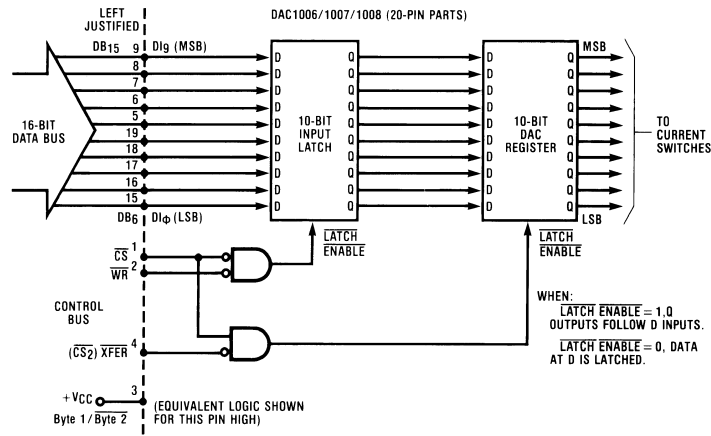 LEFT
JUSTIFIED
DAC1006/1007/1008 (20-PIN PARTS)
DB15 9 DI9 (MSB)
8
7
6
5
19
18
17
16
15
DB6 DIΦ (LSB)
16-BIT
DATA BUS
D Q
D Q
D Q
D Q
D Q
D Q
D Q
D Q
D Q
D Q
10-BIT
INPUT
LATCH
D Q
D Q
D Q
D Q
D Q
D Q
D Q
D Q
D Q
D Q
10-BIT
DAC
REGISTER
MSB
LSB
TO
CURRENT
SWITCHES
LATCH
ENABLE
LATCH
ENABLE
CS 1
WR 2
CONTROL
BUS
(CS2) XFER 4
+VCC 3
Byte 1/Byte 2
(EQUIVALENT LOGIC SHOWN
FOR THIS PIN HIGH)
WHEN:
LATCH ENABLE = 1, Q
OUTPUTS FOLLOW D INPUTS.
LATCH ENABLE = 0, DATA
AT D IS LATCHED.